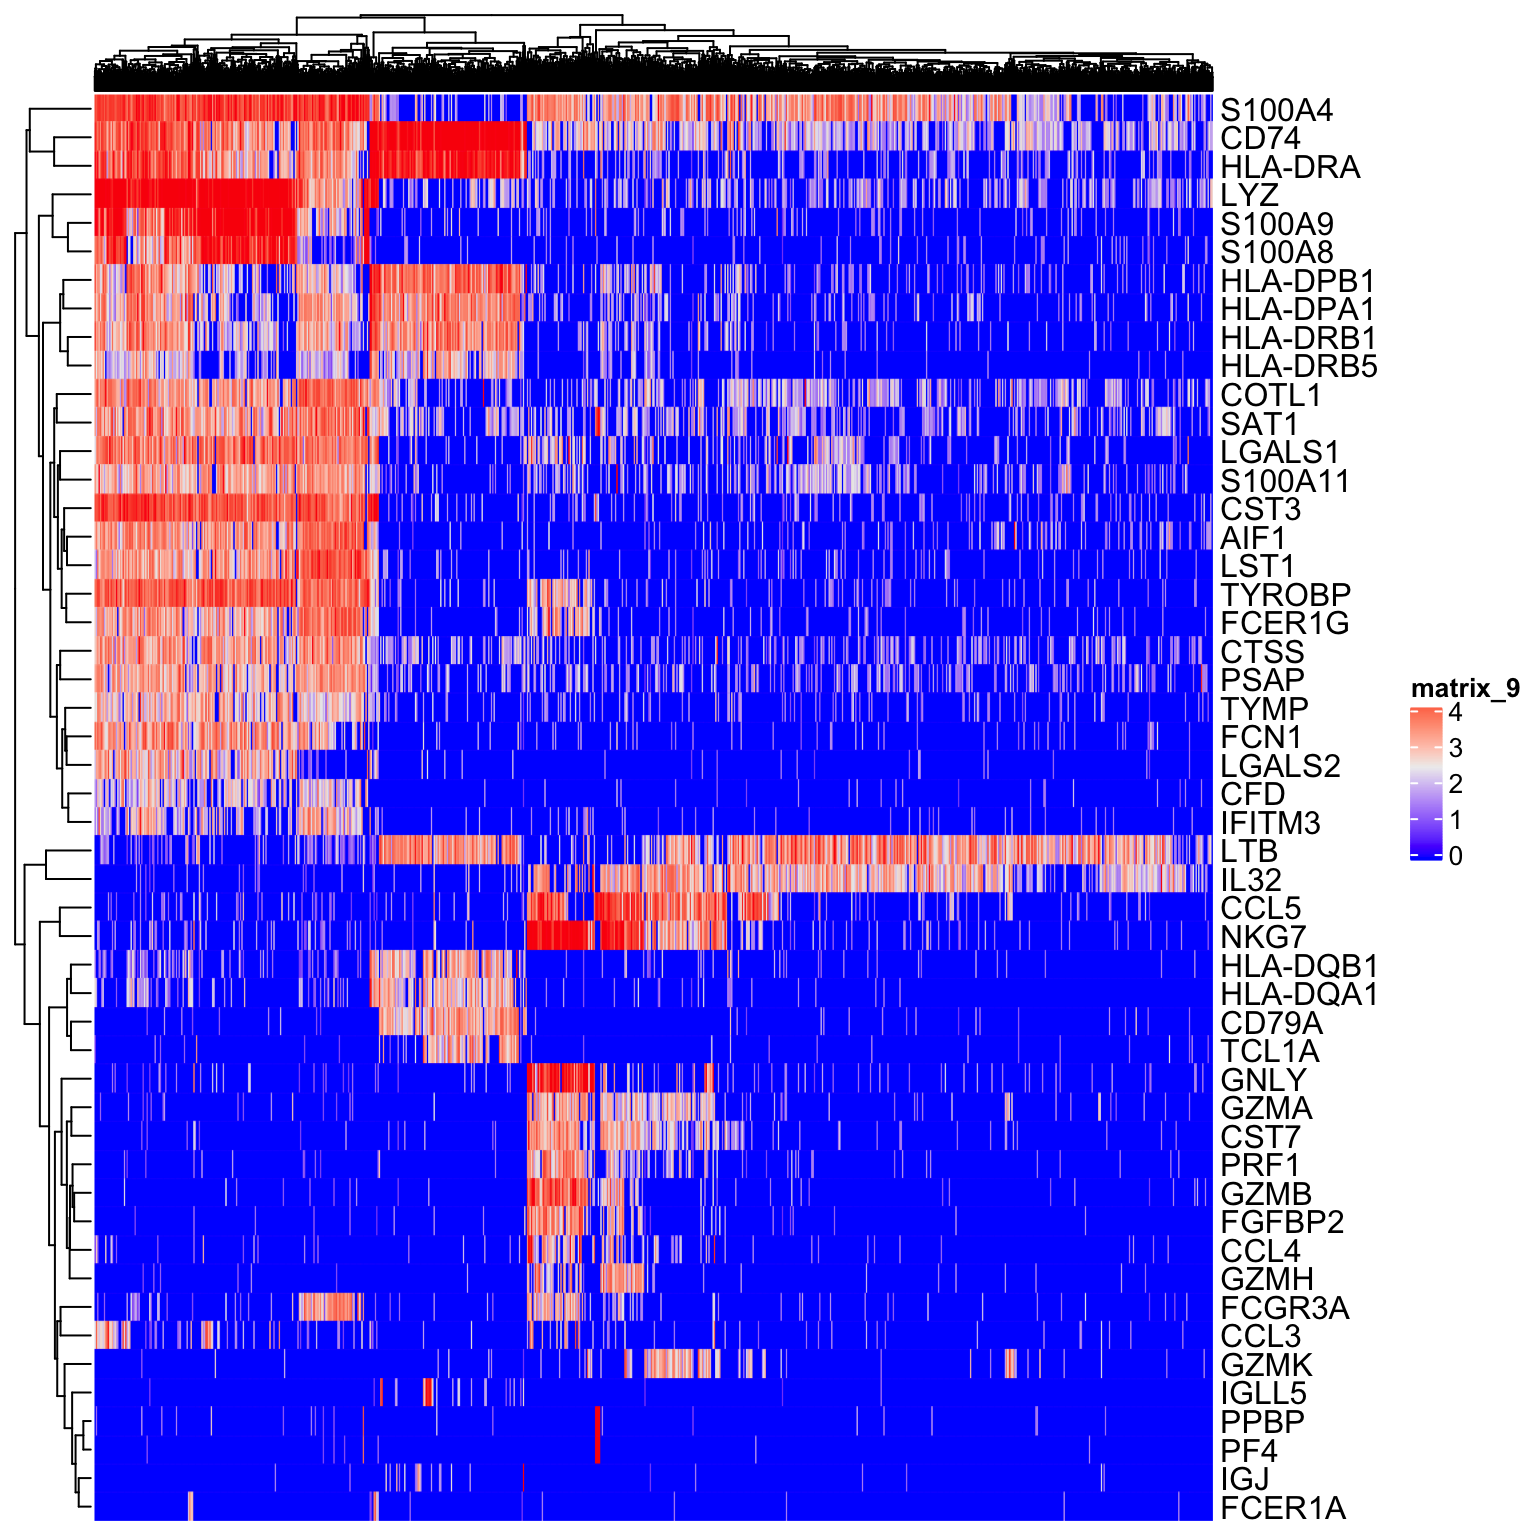 S100A4
CD74
HLA-DRA
LYZ
S100A9
S100A8
HLA-DPB1
HLA-DPA1
HLA-DRB1
HLA-DRB5
COTL1
SAT1
LGALS1
S100A11
CST3
AIF1
LST1
TYROBP
FCER1G
CTSS
PSAP
TYMP
FCN1
LGALS2
CFD
IFITM3
LTB
IL32
CCL5
NKG7
HLA-DQB1
HLA-DQA1
CD79A
TCL1A
GNLY
GZMA
CST7
PRF1
GZMB
FGFBP2
CCL4
GZMH
FCGR3A
CCL3
GZMK
IGLL5
PPBP
PF4
IGJ
FCER1A
matrix_9
4
3
2
1
0